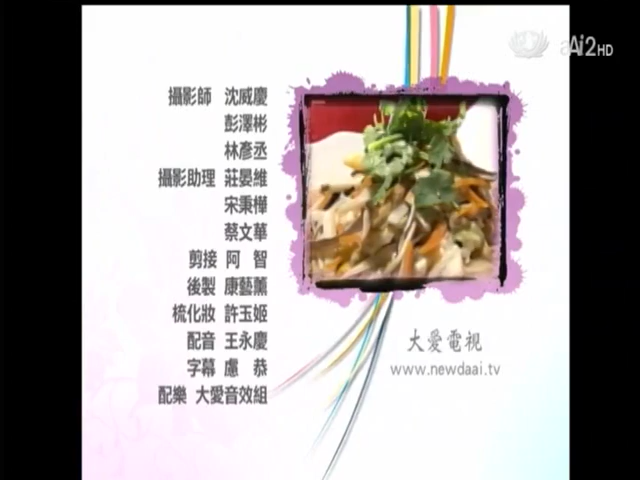 aAi2HD
攝影師 沈威慶
彭澤彬
林彥丞
攝影助理 莊晏維
宋秉樺
蔡文華
剪接 阿 智
後製 康藝薰
梳化妝 許玉姬
配音 王永慶
字幕 慮 恭
配樂 大愛音效組
大愛電視
www.newdaai.tv